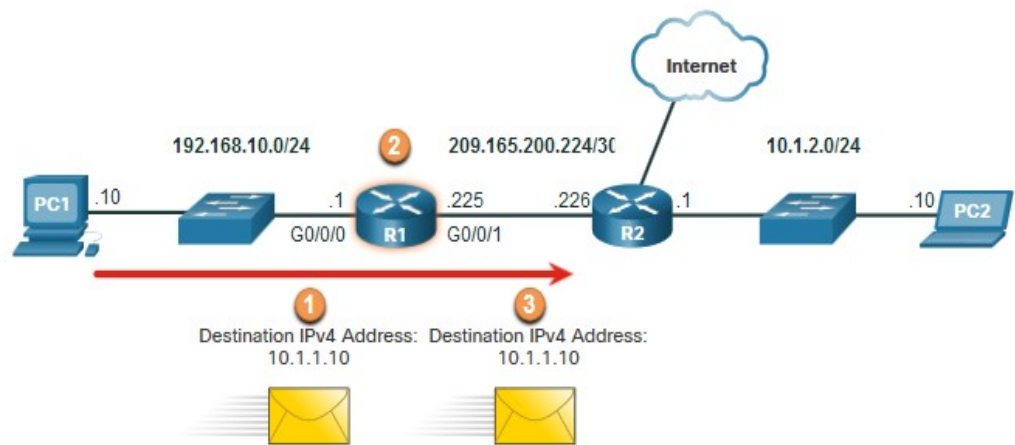 Internet
192.168.10.0/24
2
209.165.200.224/30
10.1.2.0/24
PC1
.10
.1
R1
.225
.226
R2
.1
.10
PC2
G0/0/0
G0/0/1
1
3
Destination IPv4 Address:
10.1.1.10
Destination IPv4 Address:
10.1.1.10